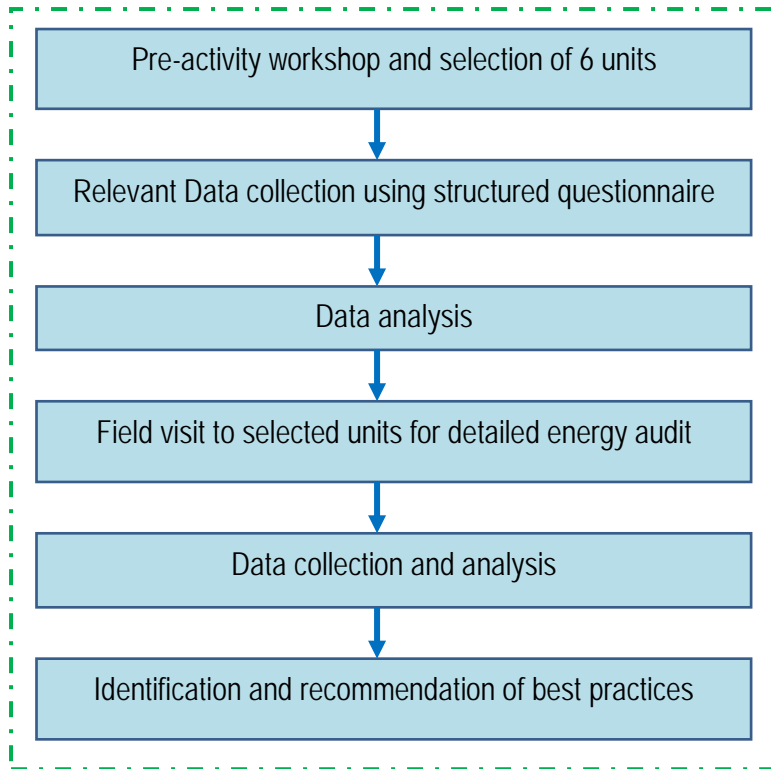 Pre-activity workshop and selection of 6 units
Relevant Data collection using structured questionnaire
Data analysis
Field visit to selected units for detailed energy audit
Data collection and analysis
Identification and recommendation of best practices